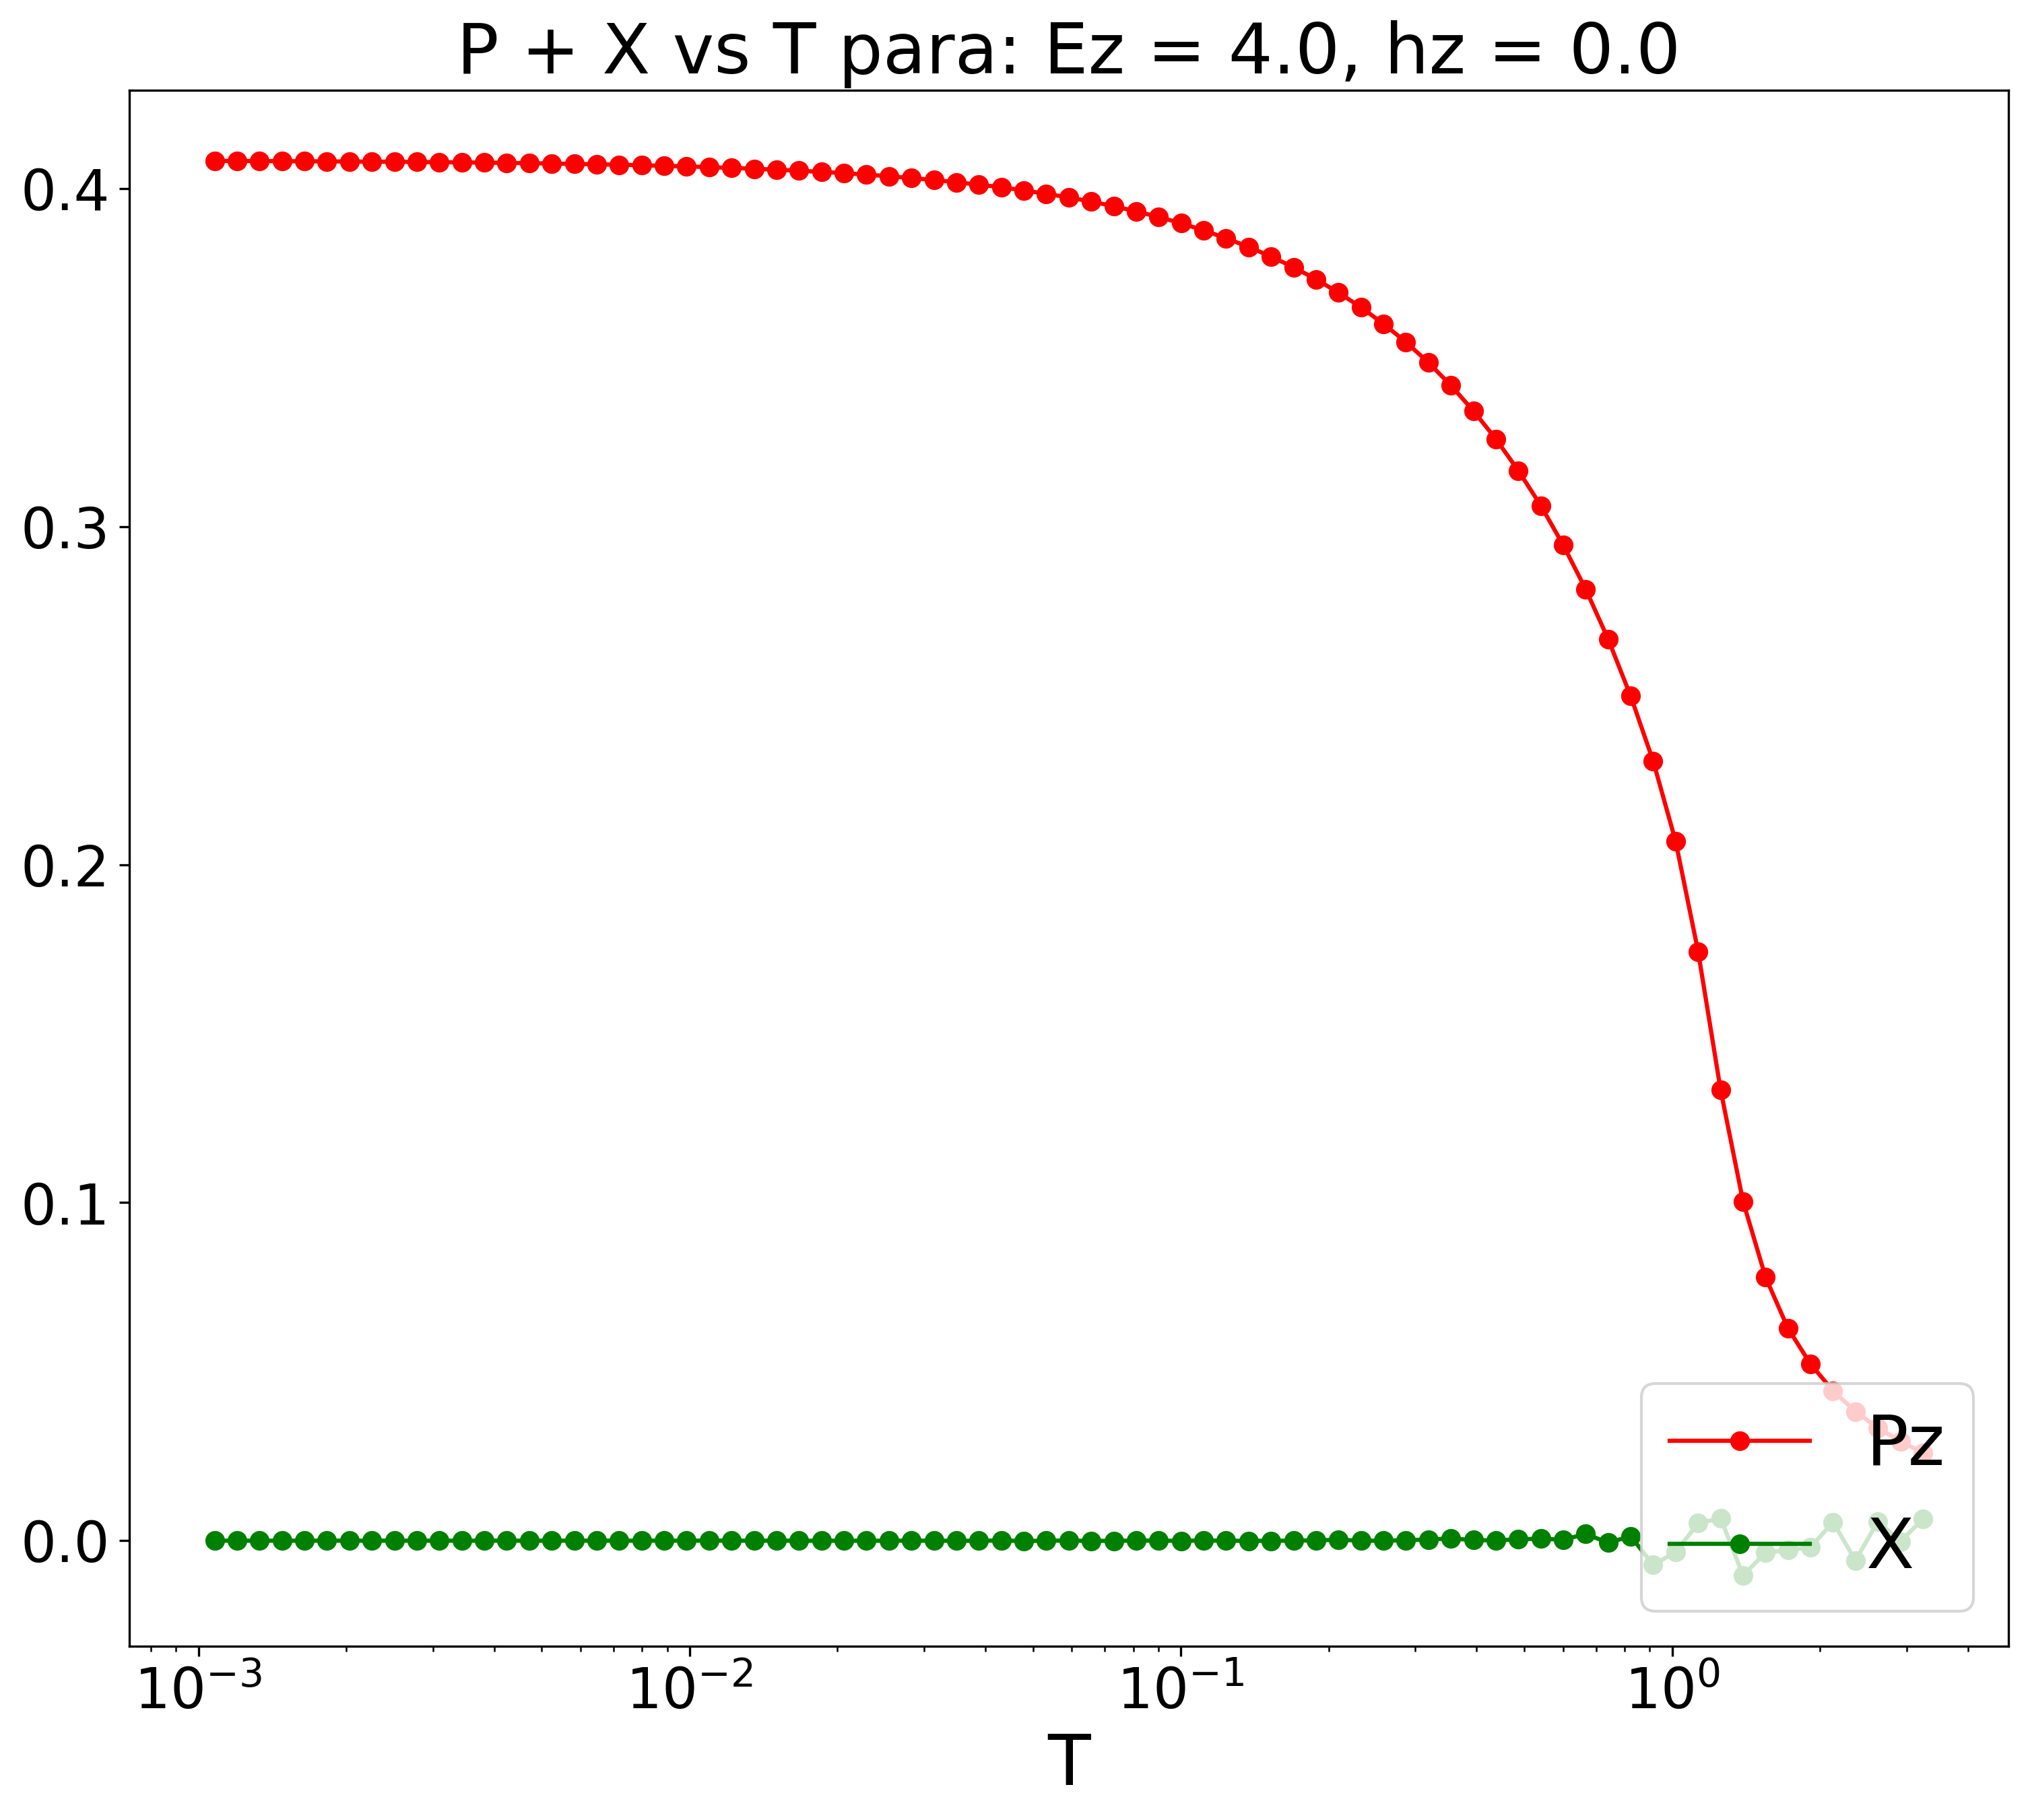 P + X vs T para: Ez = 4.0, hz = 0.0
0.4
0.3
0.2
0.1
0.0
Pz
X
10⁻³ 10⁻² 10⁻¹ 10⁰
T